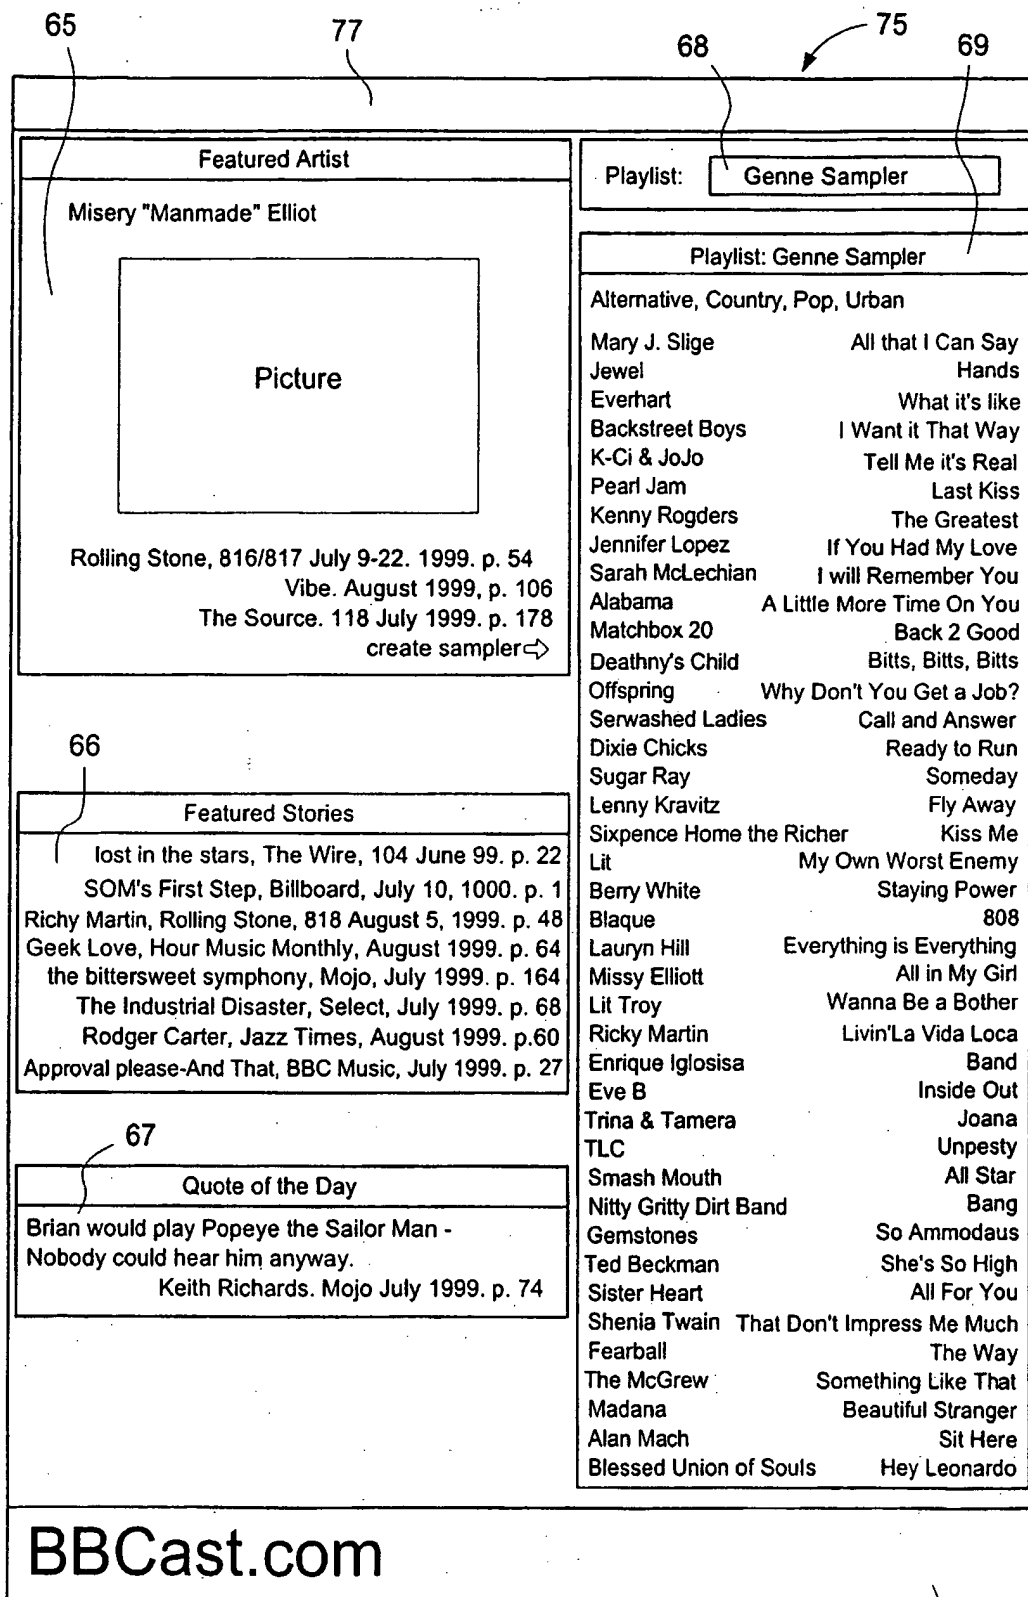 65
77
75
68
69
Featured Artist
Misery "Manmade" Elliot
Picture
Rolling Stone, 816/817 July 9-22. 1999. p. 54
Vibe. August 1999, p. 106
The Source. 118 July 1999. p. 178
create sampler⇨
66
Featured Stories
lost in the stars, The Wire, 104 June 99. p. 22
SOM's First Step, Billboard, July 10, 1000. p. 1
Richy Martin, Rolling Stone, 818 August 5, 1999. p. 48
Geek Love, Hour Music Monthly, August 1999. p. 64
the bittersweet symphony, Mojo, July 1999. p. 164
The Industrial Disaster, Select, July 1999. p. 68
Rodger Carter, Jazz Times, August 1999. p.60
Approval please-And That, BBC Music, July 1999. p. 27
67
Quote of the Day
Brian would play Popeye the Sailor Man -
Nobody could hear him anyway.
Keith Richards. Mojo July 1999. p. 74
Playlist: Genne Sampler
Playlist: Genne Sampler
Alternative, Country, Pop, Urban
Mary J. Slige All that I Can Say
Jewel Hands
Everhart What it's like
Backstreet Boys I Want it That Way
K-Ci & JoJo Tell Me it's Real
Pearl Jam Last Kiss
Kenny Rogders The Greatest
Jennifer Lopez If You Had My Love
Sarah McLechian I will Remember You
Alabama A Little More Time On You
Matchbox 20 Back 2 Good
Deathny's Child Bitts, Bitts, Bitts
Offspring Why Don't You Get a Job?
Serwashed Ladies Call and Answer
Dixie Chicks Ready to Run
Sugar Ray Someday
Lenny Kravitz Fly Away
Sixpence Home the Richer Kiss Me
Lit My Own Worst Enemy
Berry White Staying Power
Blaque 808
Lauryn Hill Everything is Everything
Missy Elliott All in My Girl
Lit Troy Wanna Be a Bother
Ricky Martin Livin'La Vida Loca
Enrique Iglosisa Band
Eve B Inside Out
Trina & Tamera Joana
TLC Unpesty
Smash Mouth All Star
Nitty Gritty Dirt Band Bang
Gemstones So Ammodaus
Ted Beckman She's So High
Sister Heart All For You
Shenia Twain That Don't Impress Me Much
Fearball The Way
The McGrew Something Like That
Madana Beautiful Stranger
Alan Mach Sit Here
Blessed Union of Souls Hey Leonardo
BBCast.com